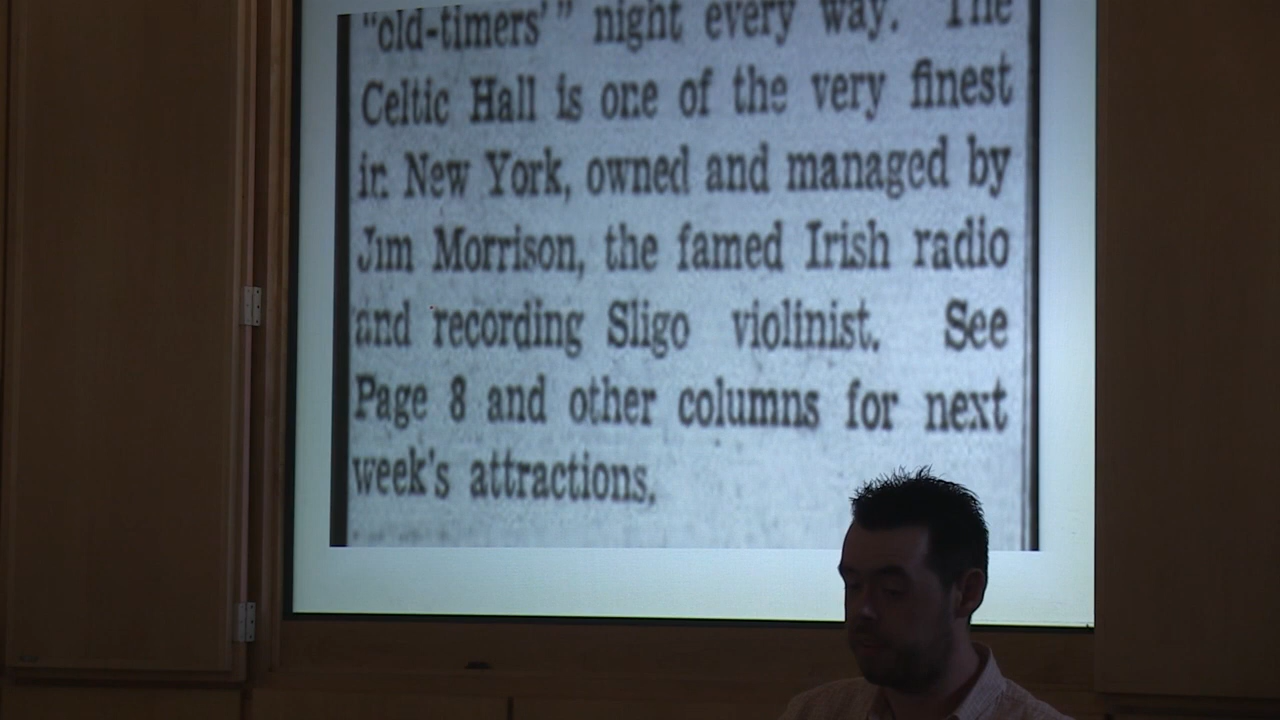 "old-timers'" night every way. The
Celtic Hall is one of the very finest
in New York, owned and managed by
Jim Morrison, the famed Irish radio
and recording Sligo violinist. See
Page 8 and other columns for next
week's attractions.